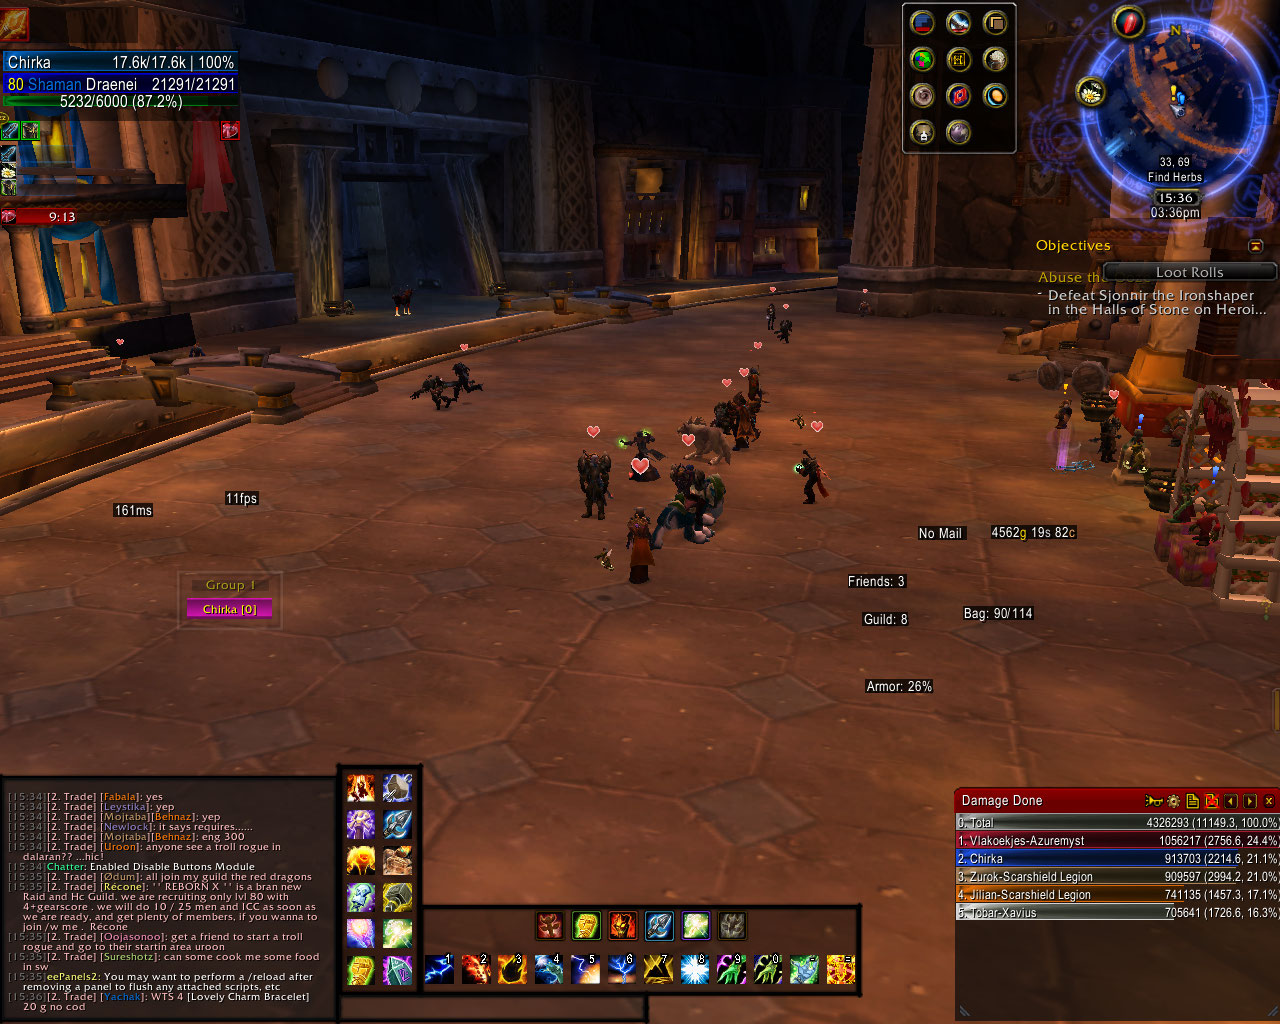 Chirka 17.6k/17.6k | 100%
80 Shaman Draenei 21291/21291
5232/6000 (87.2%)
9:13
N
33, 69
Find Herbs
15:36
03:36pm
Objectives
Abuse the
Loot Rolls
- Defeat Sjonnir the Ironshaper
in the Halls of Stone on Heroi...
161ms
11fps
No Mail
4562g 19s 82c
Friends: 3
Guild: 8
Bag: 90/114
Armor: 26%
Group 1
Chirka [0]
[15:34][2. Trade] [Fabala]: yes
[15:34][2. Trade] [Leystika]: yep
[15:34][2. Trade] [Mojtaba][Behnaz]: yep
[15:34][2. Trade] [Newlock]: it says requires......
[15:34][2. Trade] [Mojtaba][Behnaz]: eng 300
[15:34][2. Trade] [Uroon]: anyone see a troll rogue in
dalaran?? ...hic!
[15:34]Chatter: Enabled Disable Buttons Module
[15:35][2. Trade] [Odum]: all join my guild the red dragons
[15:35][2. Trade] [Récone]: '' REBORN X '' is a bran new
Raid and Hc Guild. we are recruiting only lvl 80 with
4+gearscore . we will do 10 / 25 men and ICC as soon as
we are ready, and get plenty of members, if you wanna to
join /w me . Récone
[15:35][2. Trade] [Oojasonoo]: get a friend to start a troll
rogue and go to their startin area uroon
[15:35][2. Trade] [Sureshotz]: can some cook me some food
in sw
[15:35]eePanels2: You may want to perform a /reload after
removing a panel to flush any attached scripts, etc
[15:36][2. Trade] [Yachak]: WTS 4 [Lovely Charm Bracelet]
20 g no cod
1 2 3 4 5 6 7 8 9 0 - =
Damage Done
0. Total 4326293 (11149.3, 100.0%)
1. Vlakoekjes-Azuremyst 1056217 (2756.6, 24.4%)
2. Chirka 913703 (2214.6, 21.1%)
3. Zurok-Scarshield Legion 909597 (2994.2, 21.0%)
4. Jilian-Scarshield Legion 741135 (1457.3, 17.1%)
5. Tobar-Xavius 705641 (1726.6, 16.3%)